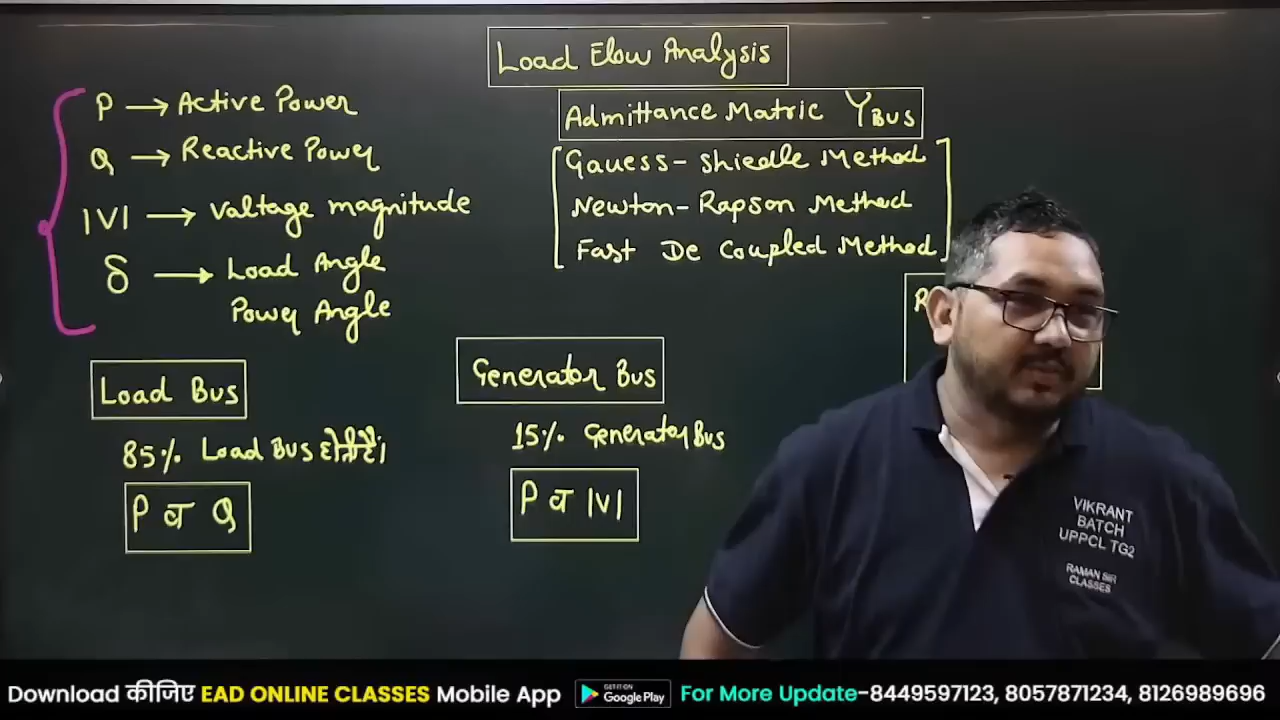 Load Flow Analysis
P → Active Power
Q → Reactive Power
|V| → Voltage magnitude
δ → Load Angle
Power Angle
Admittance Matric Y BUS
Gauess-Shiedle Method
Newton-Rapson Method
Fast De Coupled Method
R
Load Bus
85% Load Bus होती है।
P व Q
Generator Bus
15% Generator Bus
P व |V|
VIKRANT
BATCH
UPPCL TG2
RAMAN SIR
CLASSES
Download कीजिए EAD ONLINE CLASSES Mobile App GET IT ON Google Play For More Update-8449597123, 8057871234, 8126989696